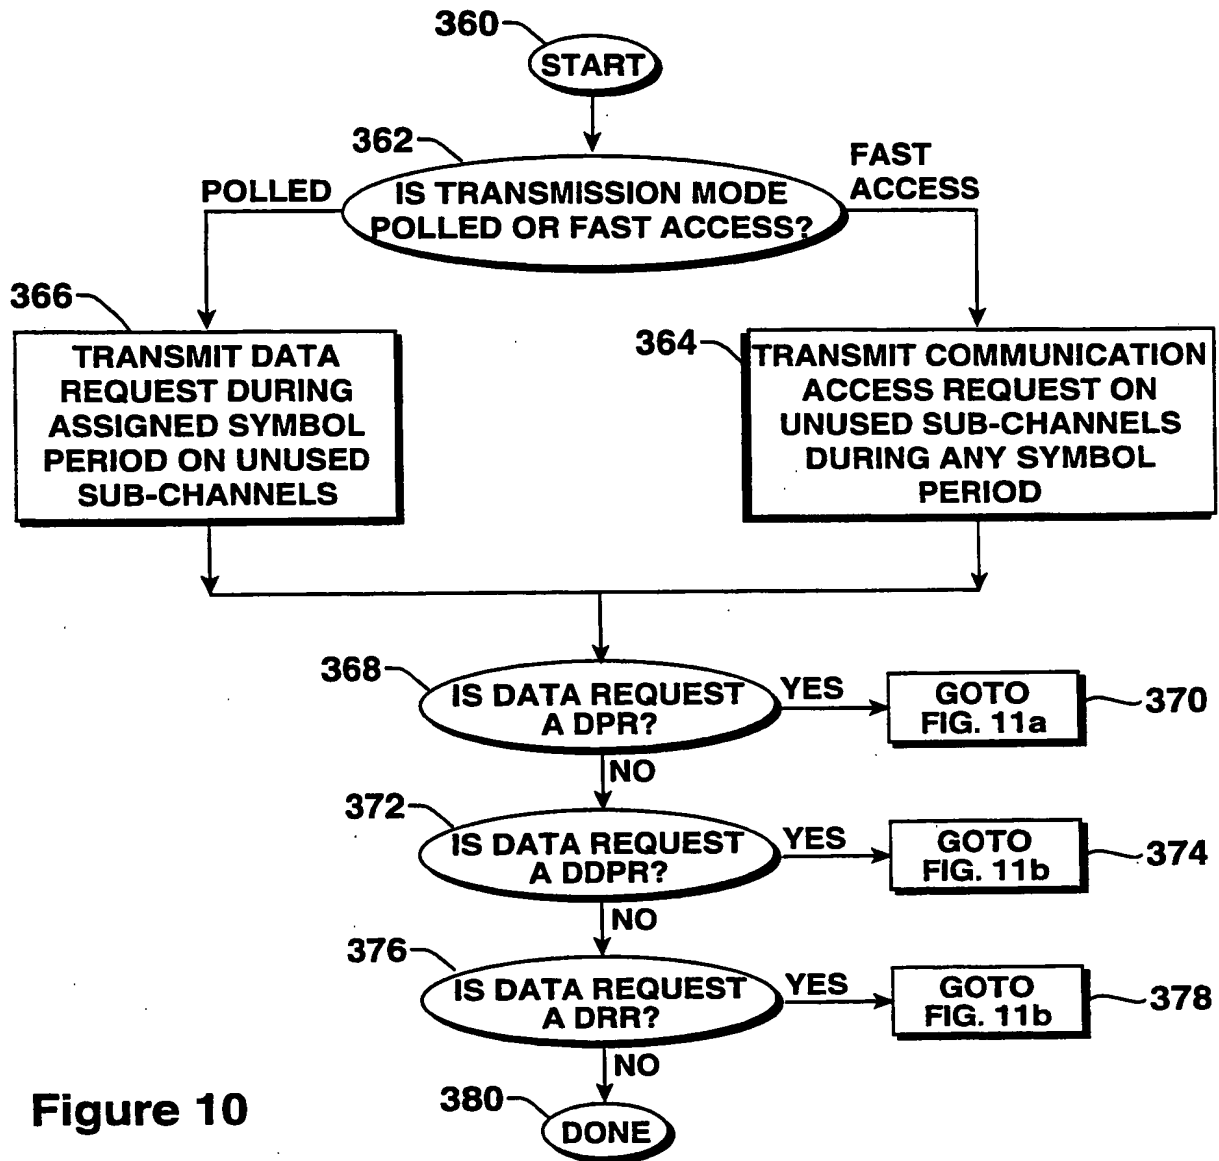 360
START
362
IS TRANSMISSION MODE
POLLED OR FAST ACCESS?
POLLED
FAST
ACCESS
366
TRANSMIT DATA
REQUEST DURING
ASSIGNED SYMBOL
PERIOD ON UNUSED
SUB-CHANNELS
364
TRANSMIT COMMUNICATION
ACCESS REQUEST ON
UNUSED SUB-CHANNELS
DURING ANY SYMBOL
PERIOD
368
IS DATA REQUEST
A DPR?
YES
GOTO
FIG. 11a
370
NO
372
IS DATA REQUEST
A DDPR?
YES
GOTO
FIG. 11b
374
NO
376
IS DATA REQUEST
A DRR?
YES
GOTO
FIG. 11b
378
NO
380
DONE
Figure 10